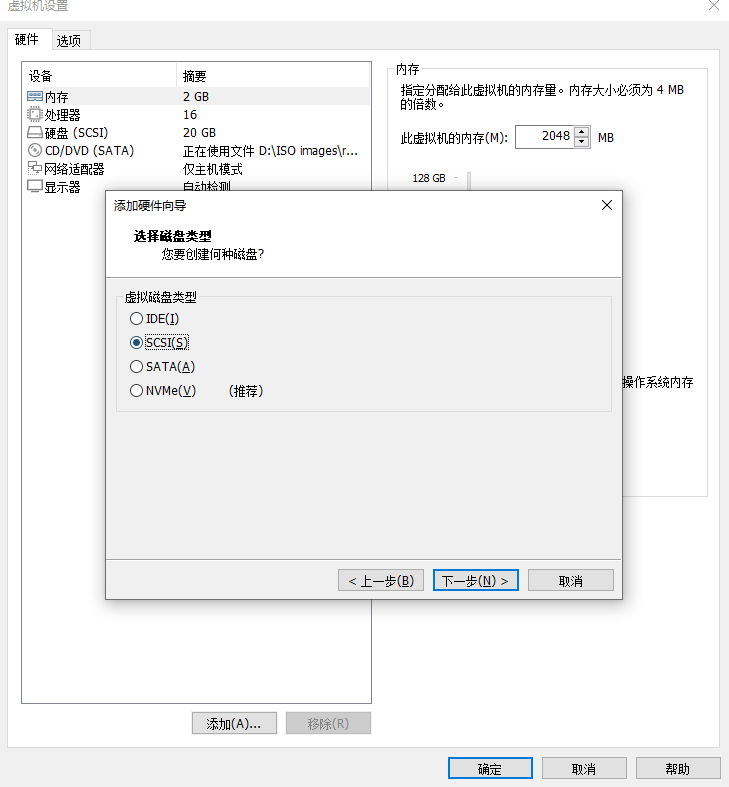 虚拟机设置
硬件 选项
设备 摘要
内存 2 GB
处理器 16
硬盘 (SCSI) 20 GB
CD/DVD (SATA) 正在使用文件 D:\ISO images\r...
网络适配器 仅主机模式
显示器 自动检测
内存
指定分配给此虚拟机的内存量。内存大小必须为 4 MB
的倍数。
此虚拟机的内存(M): 2048 MB
128 GB
添加硬件向导
选择磁盘类型
您要创建何种磁盘?
虚拟磁盘类型
IDE(I)
SCSI(S)
SATA(A)
操作系统内存
NVMe(V) (推荐)
< 上一步(B) 下一步(N) > 取消
添加(A)... 移除(R)
确定 取消 帮助